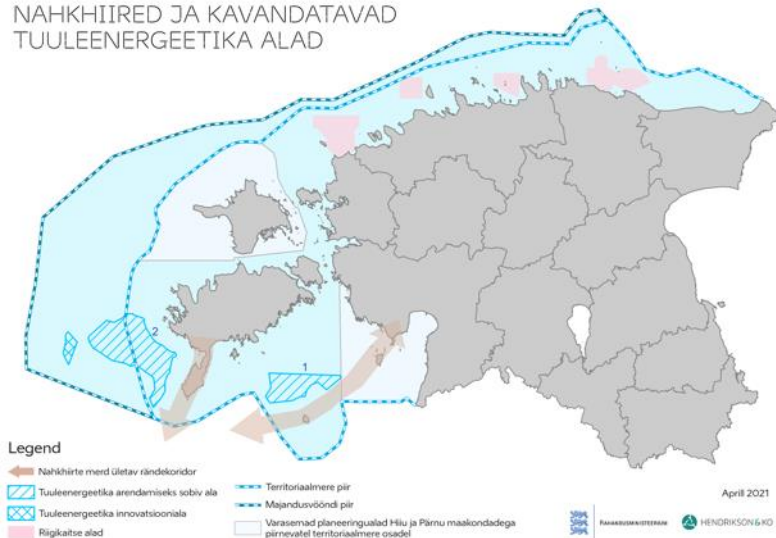 NAHKHIIRED JA KAVANDATAVAD
TUULEENERGEETIKA ALAD
2
1
Legend
Nahkhiirte merd ületav rändekoridor
Tuuleenergeetika arendamiseks sobiv ala
Tuuleenergeetika innovatsiooniala
Riigikaitse alad
Territoriaalmere piir
Majandusvööndi piir
Varasemad planeeringualad Hiiu ja Pärnu maakondadega
piirnevatel territoriaalmere osadel
Aprill 2021
RAHANDUSMINISTEERIUM
HENDRIKSON&KO